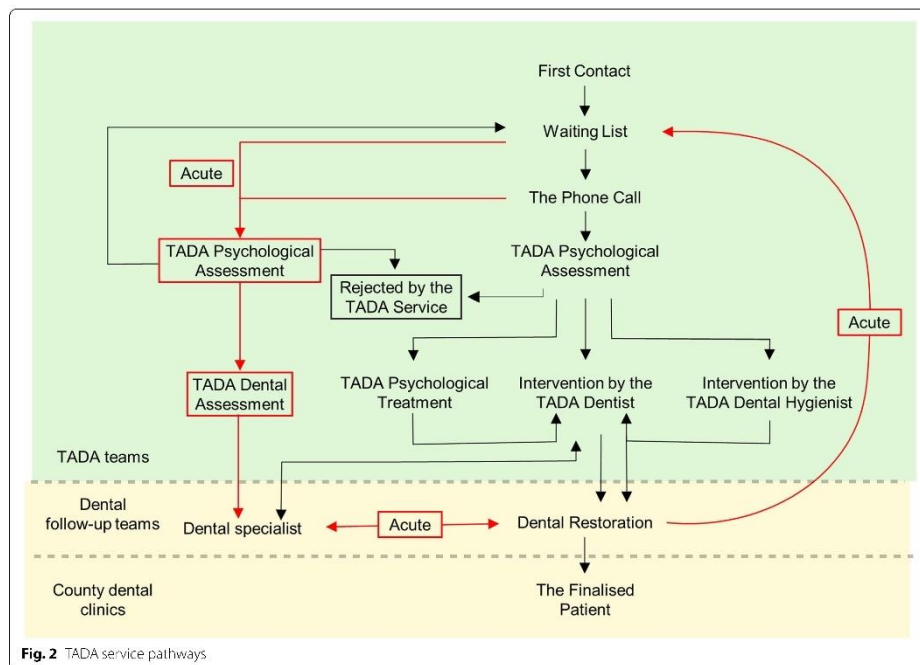 First Contact
Waiting List
Acute
The Phone Call
TADA Psychological
Assessment
TADA Psychological
Assessment
Rejected by the
TADA Service
Acute
TADA Dental
Assessment
TADA Psychological
Treatment
Intervention by the
TADA Dentist
Intervention by the
TADA Dental Hygienist
TADA teams
Dental
follow-up teams
Dental specialist
Acute
Dental Restoration
County dental
clinics
The Finalised
Patient
Fig. 2 TADA service pathways